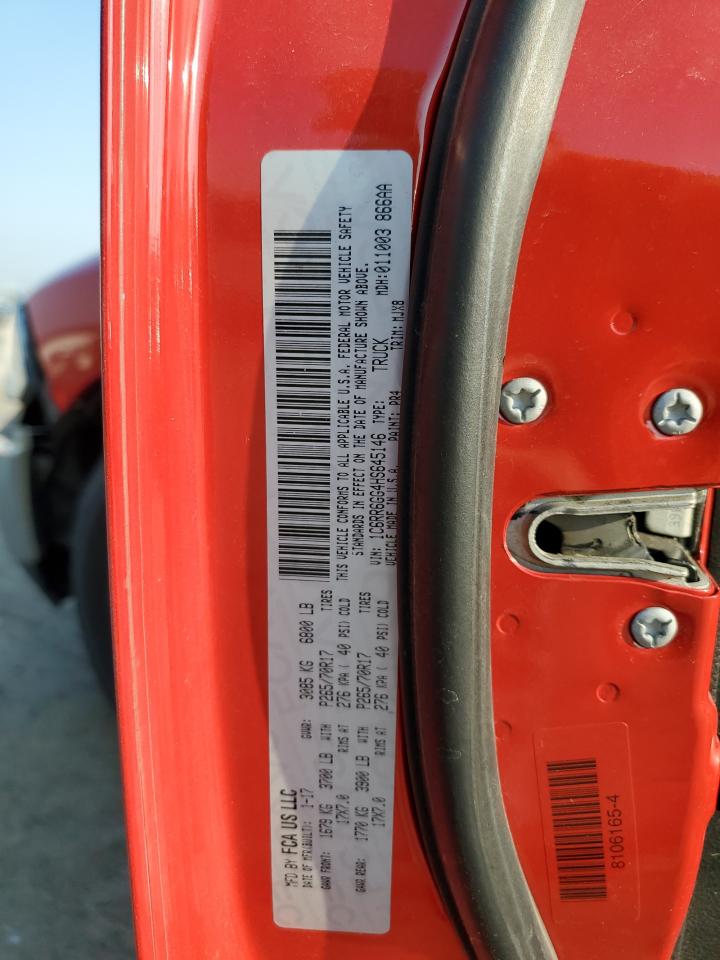 MFD BY FCA US LLC
DATE OF MFR(BUILT): 1-17 GVWR: 3085 KG 6800 LB
GAWR FRONT: 1679 KG 3700 LB WITH P265/70R17 TIRES
17X7.0 RIMS AT 276 KPA ( 40 PSI) COLD
GAWR REAR: 1770 KG 3900 LB WITH P265/70R17 TIRES
17X7.0 RIMS AT 276 KPA ( 40 PSI) COLD
THIS VEHICLE CONFORMS TO ALL APPLICABLE U.S.A. FEDERAL MOTOR VEHICLE SAFETY
STANDARDS IN EFFECT ON THE DATE OF MANUFACTURE SHOWN ABOVE.
VIN: 1C6RR6GG4HS645146 TYPE: TRUCK MDH:011003 866AA
VEHICLE MADE IN U.S.A. PAINT: PR4 TRIM: MJX8
8106165-4